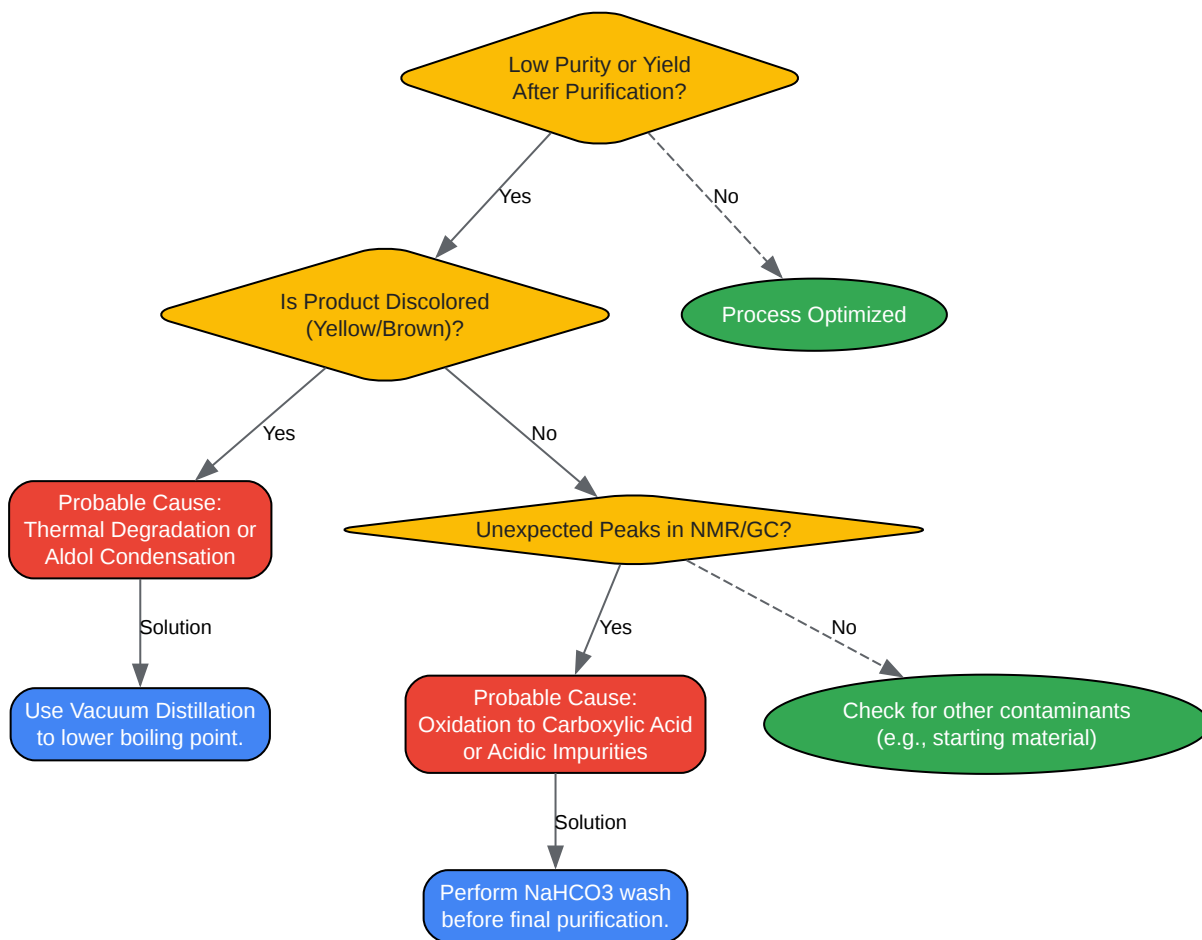 Low Purity or Yield
After Purification?
Yes
No
Is Product Discolored
(Yellow/Brown)?
Process Optimized
Yes
No
Probable Cause:
Thermal Degradation or
Aldol Condensation
Unexpected Peaks in NMR/GC?
Solution
Yes
No
Use Vacuum Distillation
to lower boiling point.
Probable Cause:
Oxidation to Carboxylic Acid
or Acidic Impurities
Check for other contaminants
(e.g., starting material)
Solution
Perform NaHCO3 wash
before final purification.